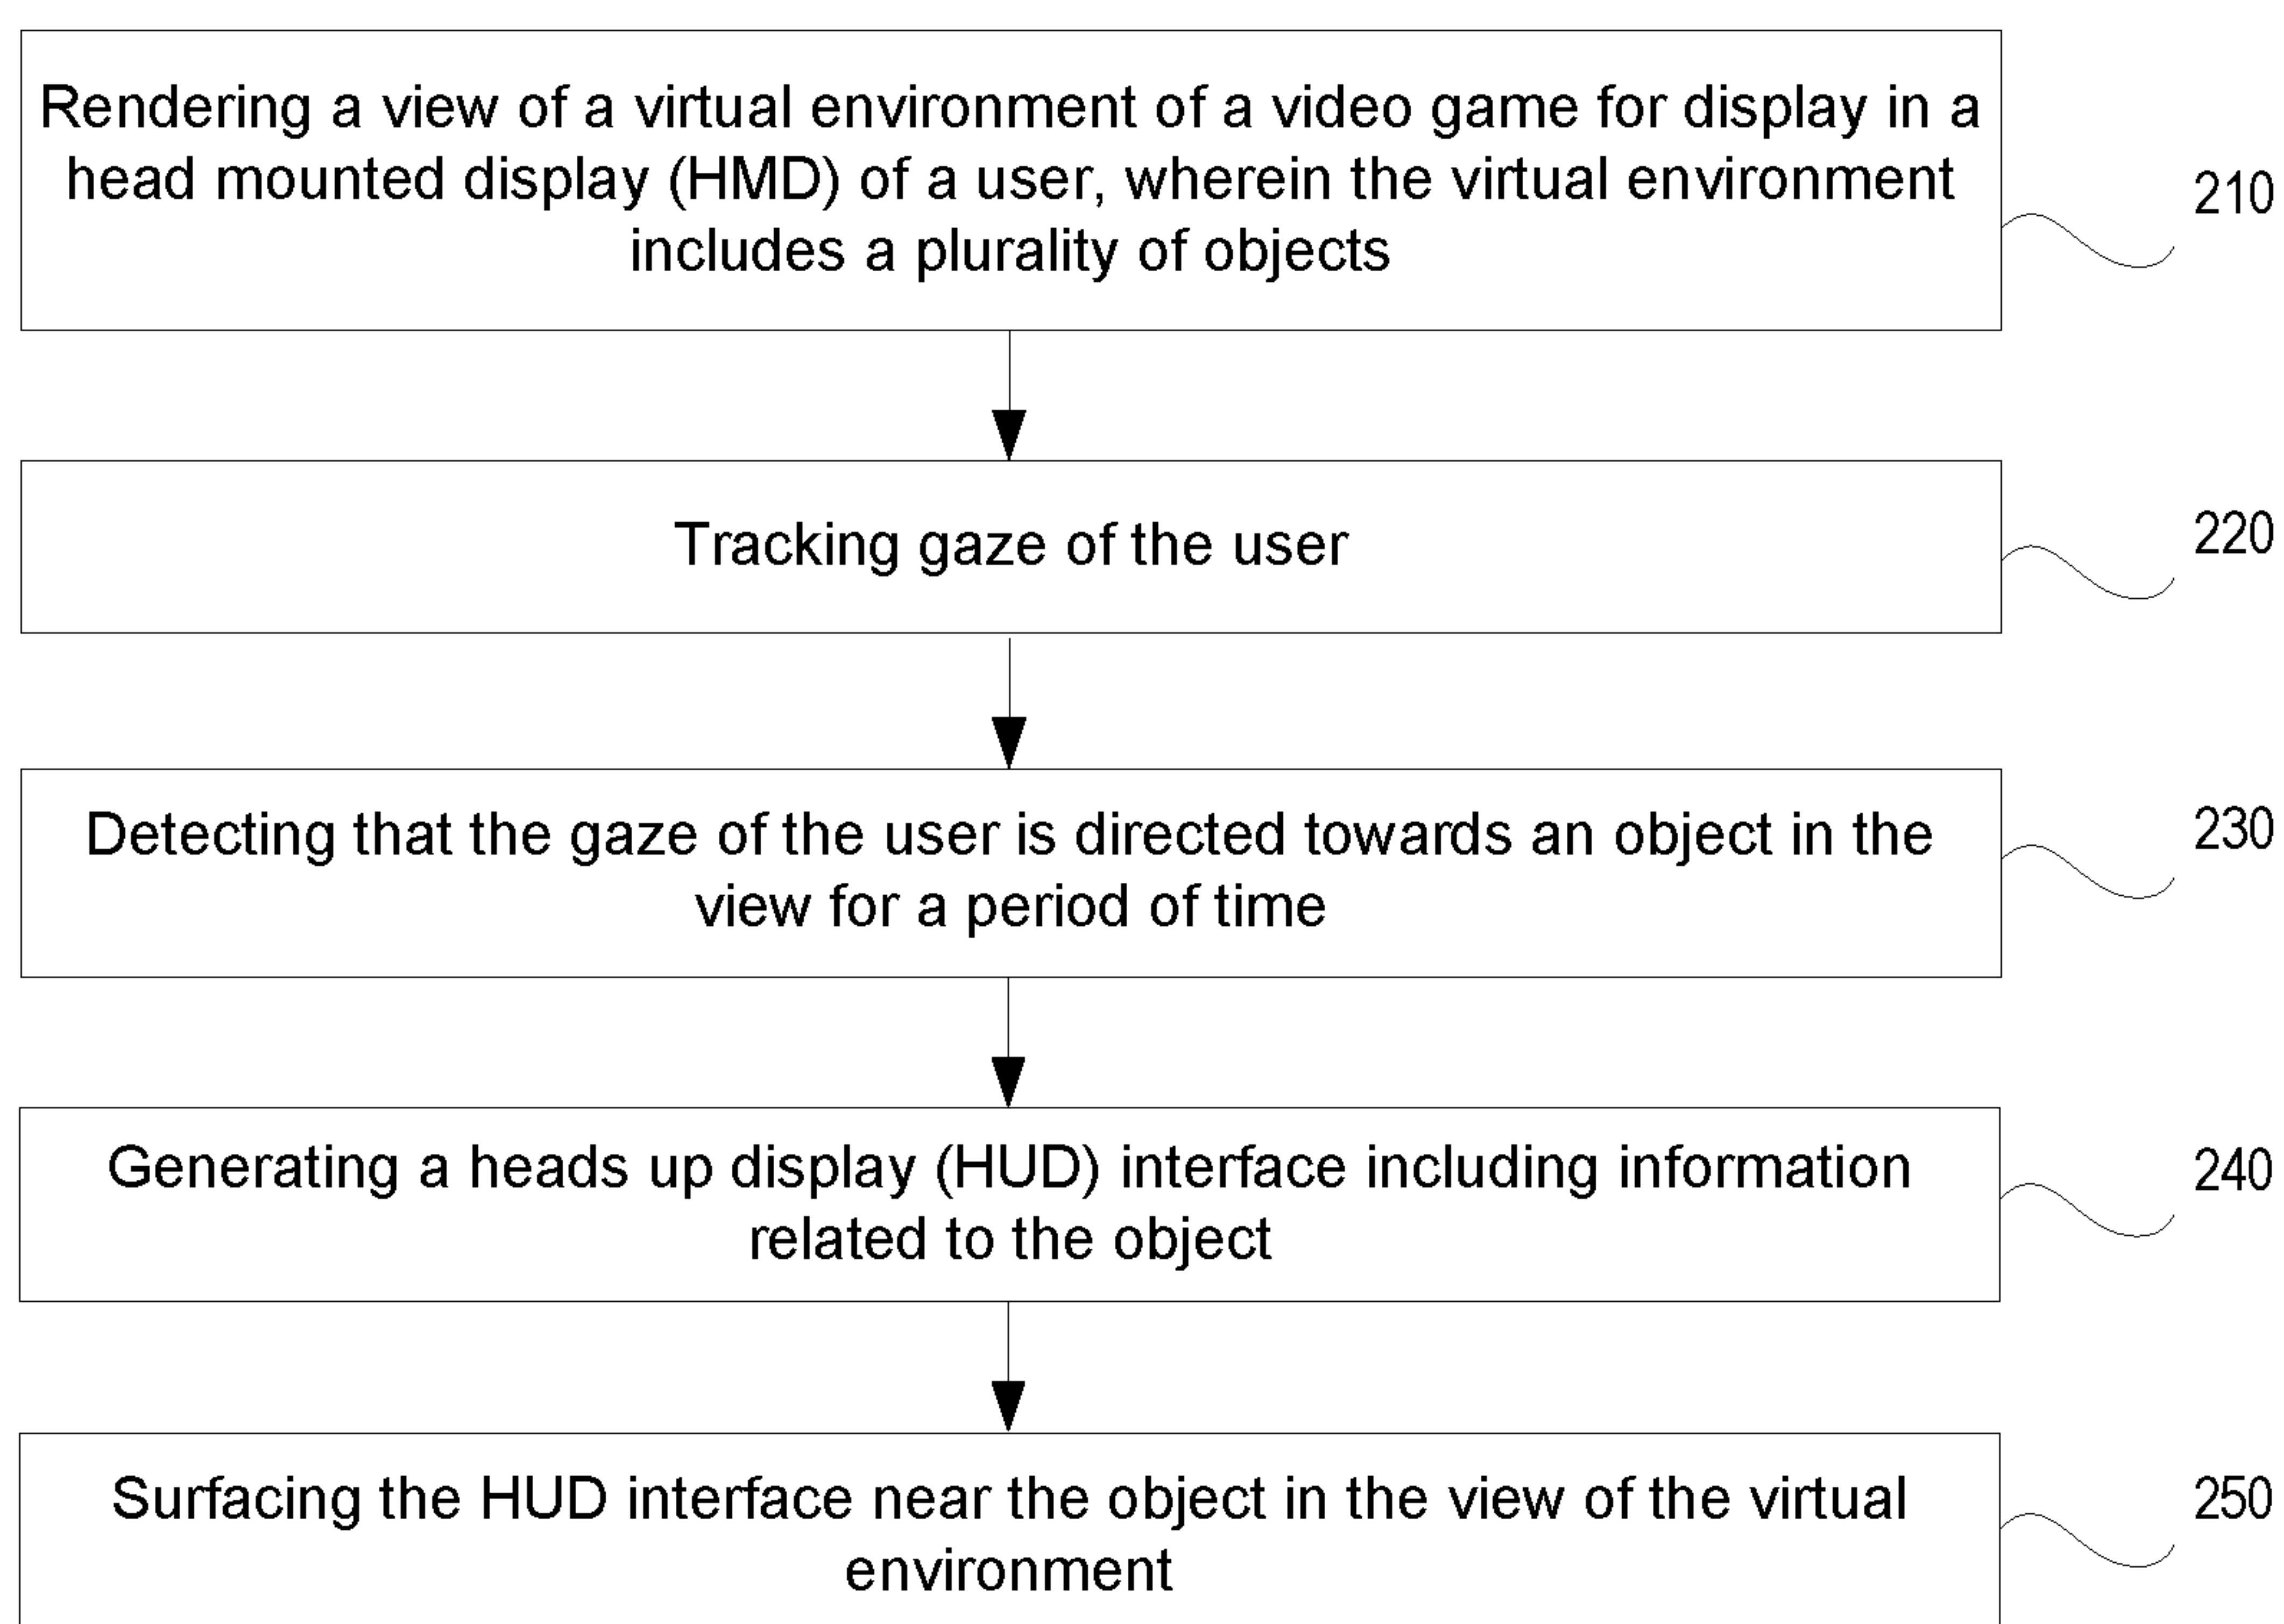 Rendering a view of a virtual environment of a video game for display in a
head mounted display (HMD) of a user, wherein the virtual environment
includes a plurality of objects
210
Tracking gaze of the user
220
Detecting that the gaze of the user is directed towards an object in the
view for a period of time
230
Generating a heads up display (HUD) interface including information
related to the object
240
Surfacing the HUD interface near the object in the view of the virtual
environment
250